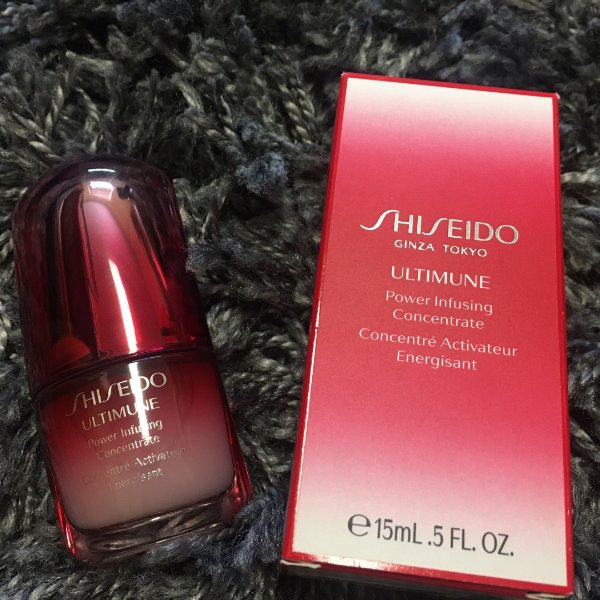 SHISEIDO
ULTIMUNE
Power Infusing
Concentrate
Concentré Activateur
Energisant
SHISEIDO
GINZA TOKYO
ULTIMUNE
Power Infusing
Concentrate
Concentré Activateur
Energisant
℮15mL .5 FL. OZ.